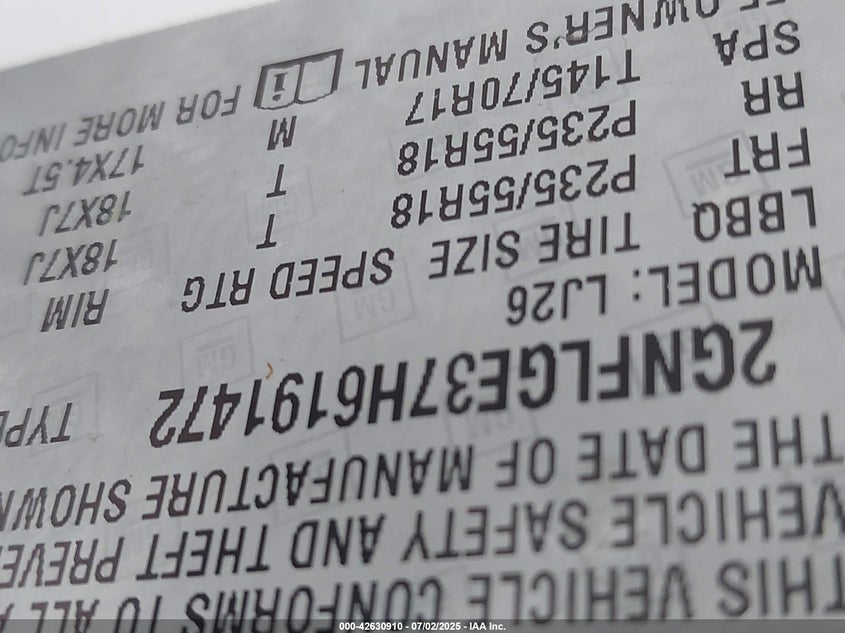 THIS VEHICLE CONFORMS TO ALL A
VEHICLE SAFETY AND THEFT PREVE
THE DATE OF MANUFACTURE SHOWN
2GNFLGE37H6191472 TYPE
MODEL: LJ26
LBBQ TIRE SIZE SPEED RTG RIM
FRT P235/55R18 T 18X7J
RR P235/55R18 T 18X7J
SPA T145/70R17 M 17X4.5T
OWNER'S MANUAL FOR MORE INFO
000-42630910 - 07/02/2025 - IAA Inc.